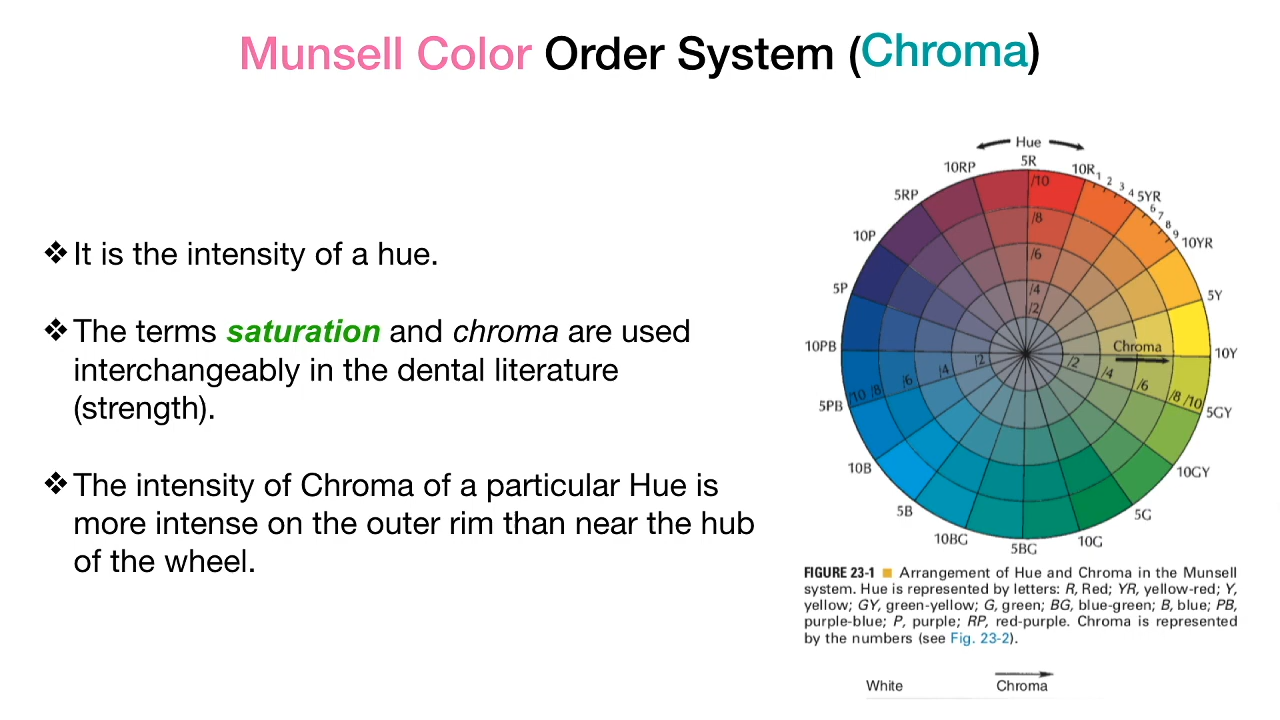 Munsell Color Order System (Chroma)
❖ It is the intensity of a hue.
❖ The terms saturation and chroma are used
interchangeably in the dental literature
(strength).
❖ The intensity of Chroma of a particular Hue is
more intense on the outer rim than near the hub
of the wheel.
Hue
5R
10RP
10R
1 2 3 4
5YR
6 7 8 9
5RP
10P
10YR
5P
5Y
10PB
10Y
5PB
5GY
10B
10GY
5B
5G
10BG
10G
5BG
/10
/8
/6
/4
/2
Chroma
/10 /8 /6 /4 /2
/2 /4 /6 /8 /10
FIGURE 23-1 ■ Arrangement of Hue and Chroma in the Munsell
system. Hue is represented by letters: R, Red; YR, yellow-red; Y,
yellow; GY, green-yellow; G, green; BG, blue-green; B, blue; PB,
purple-blue; P, purple; RP, red-purple. Chroma is represented
by the numbers (see Fig. 23-2).
White
Chroma